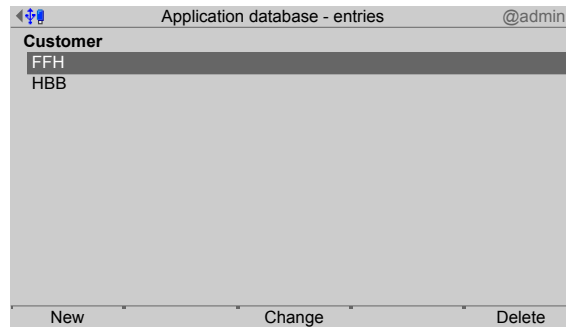 Application database - entries @admin
Customer
FFH
HBB
New Change Delete